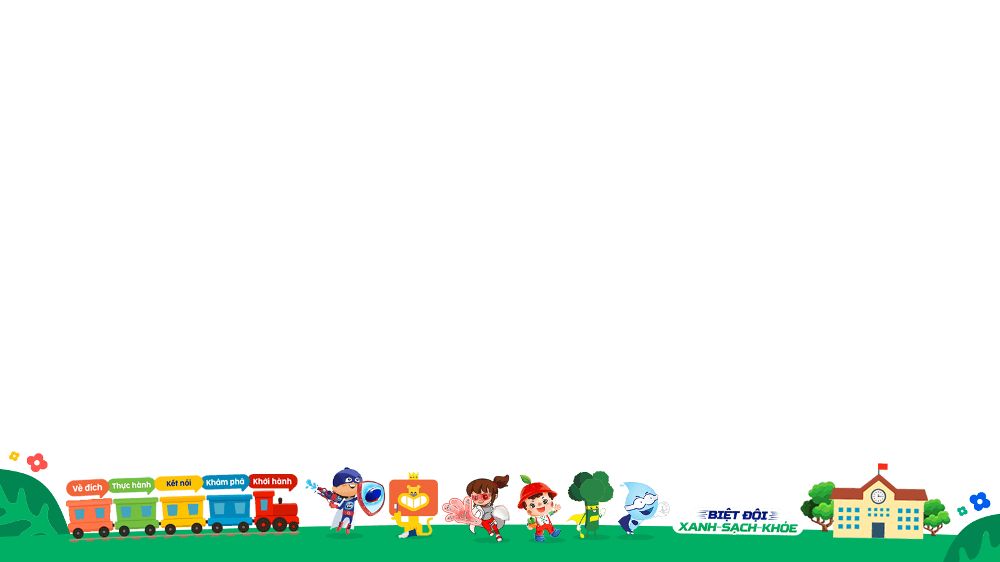 Về đích
Thực hành
Kết nối
Khám phá
Khởi hành
BIỆT ĐỘI
XANH-SẠCH-KHỎE